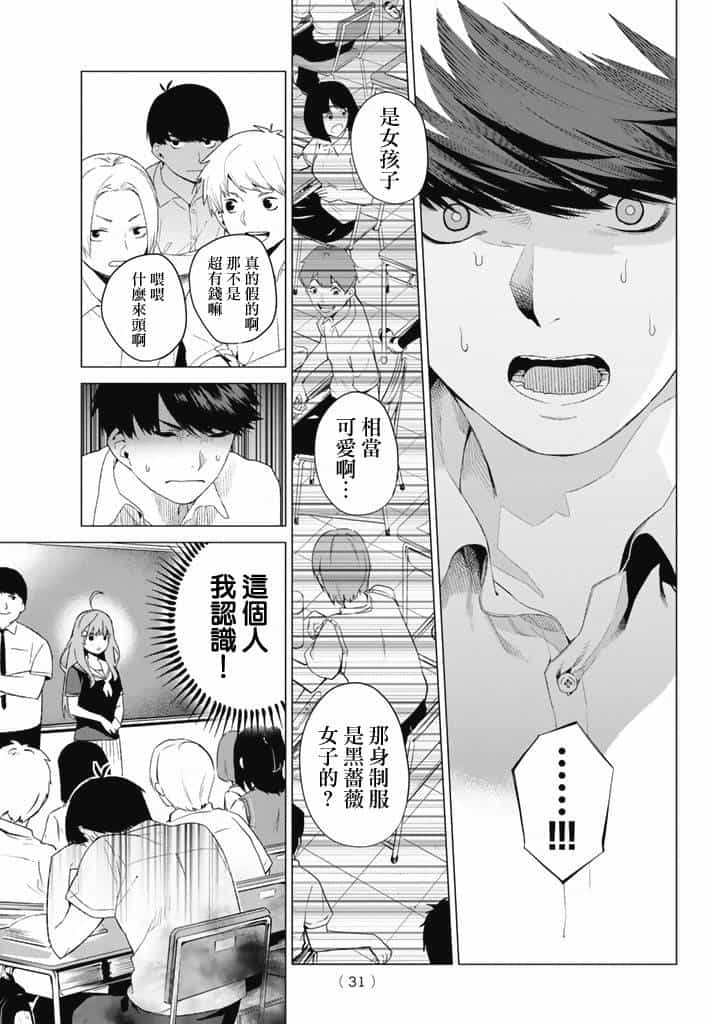 ……!!!
是女孩子
相當
可愛啊…
那身制服
是黑薔薇
女子的？
真的假的啊
那不是
超有錢嘛
喂喂
什麼來頭啊
這個人
我認識！
（31）